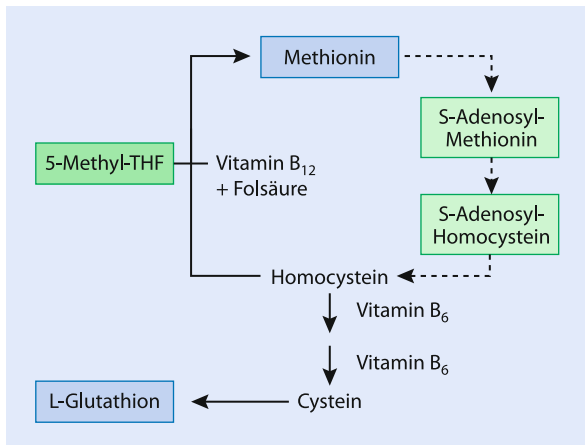 Methionin
S-Adenosyl-
Methionin
5-Methyl-THF
Vitamin B₁₂
+ Folsäure
S-Adenosyl-
Homocystein
Homocystein
Vitamin B₆
Vitamin B₆
L-Glutathion
Cystein